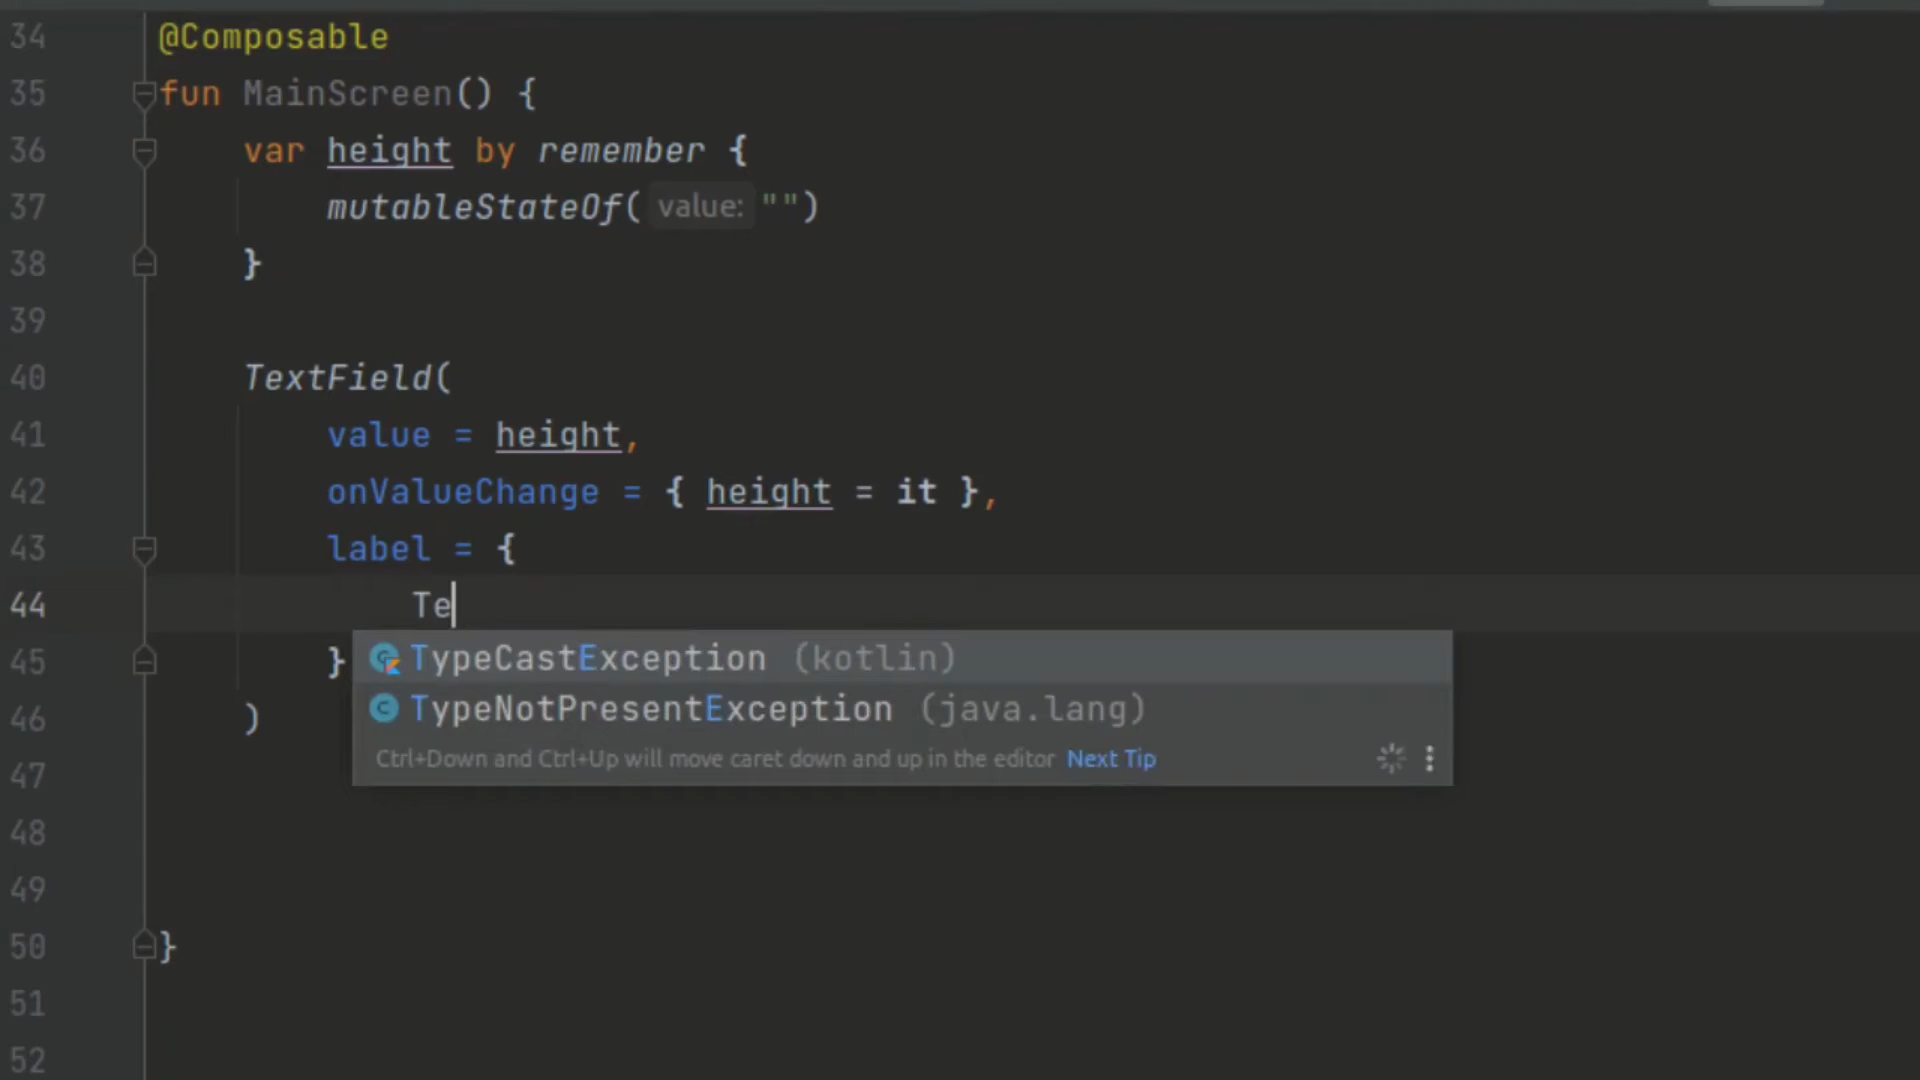 34 @Composable
35 fun MainScreen() {
36 var height by remember {
37 mutableStateOf( value: "")
38 }
39
40 TextField(
41 value = height,
42 onValueChange = { height = it },
43 label = {
44 Te
45 }
TypeCastException (kotlin)
TypeNotPresentException (java.lang)
Ctrl+Down and Ctrl+Up will move caret down and up in the editor Next Tip
46 )
47
48
49
50 }
51
52